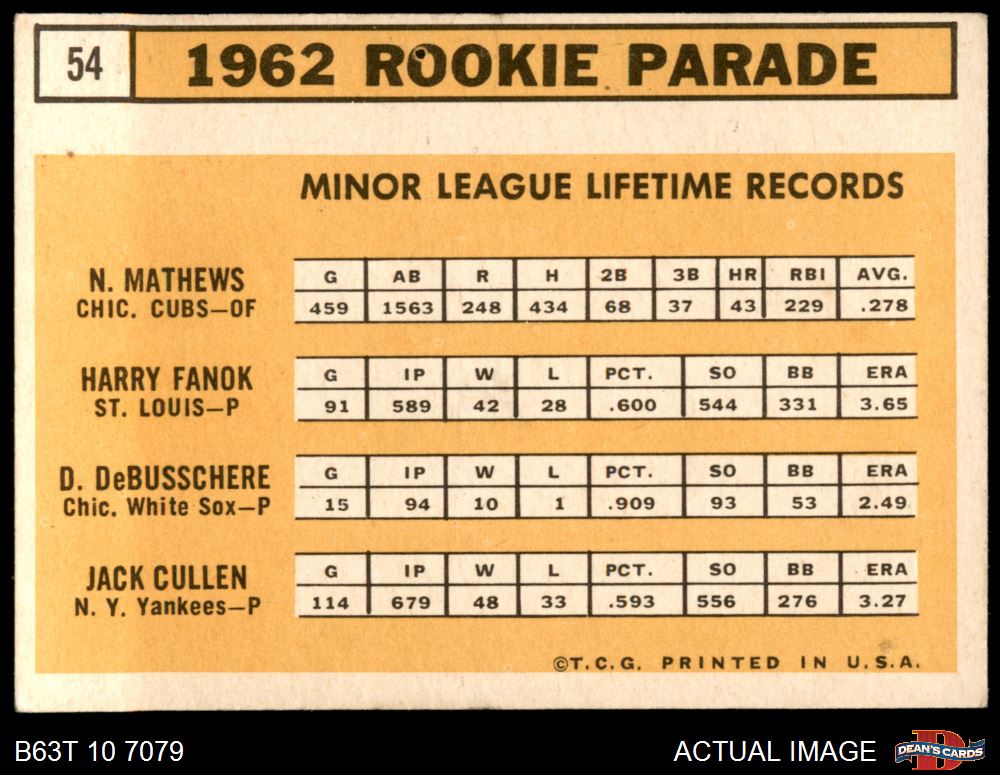 54 1962 ROOKIE PARADE
MINOR LEAGUE LIFETIME RECORDS
N. MATHEWS
CHIC. CUBS—OF
G AB R H 2B 3B HR RBI AVG.
459 1563 248 434 68 37 43 229 .278
HARRY FANOK
ST. LOUIS—P
G IP W L PCT. SO BB ERA
91 589 42 28 .600 544 331 3.65
D. DeBUSSCHERE
Chic. White Sox—P
G IP W L PCT. SO BB ERA
15 94 10 1 .909 93 53 2.49
JACK CULLEN
N. Y. Yankees—P
G IP W L PCT. SO BB ERA
114 679 48 33 .593 556 276 3.27
©T.C.G. PRINTED IN U.S.A.
B63T 10 7079 ACTUAL IMAGE DEAN'S CARDS